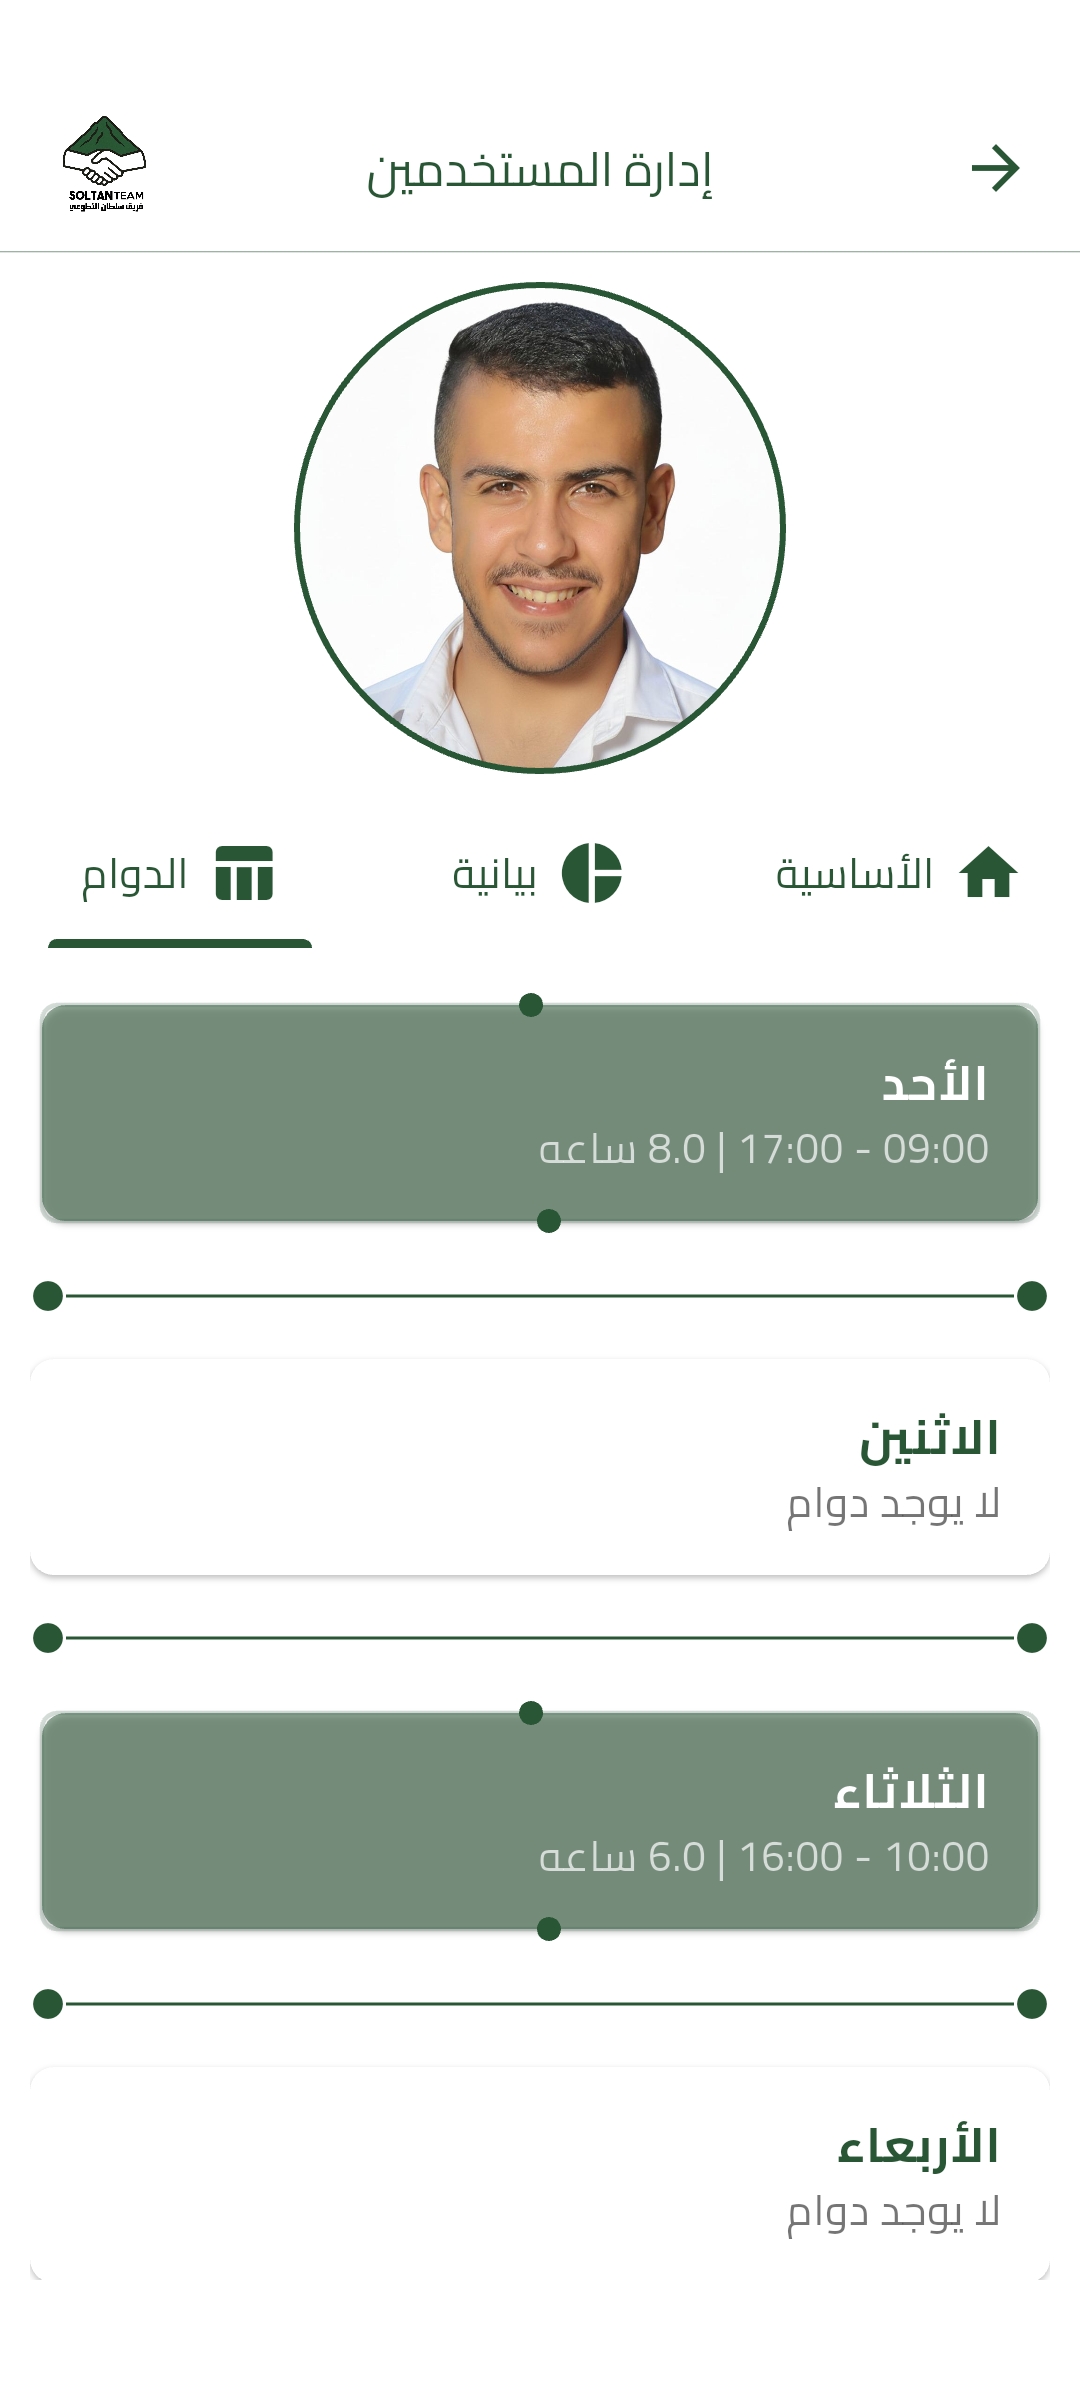 إدارة المستخدمين
SOLTANTEAM
فريق سلطان التطوعي
الأساسية
بيانية
الدوام
الأحد
09:00 - 17:00 | 8.0 ساعه
الاثنين
لا يوجد دوام
الثلاثاء
10:00 - 16:00 | 6.0 ساعه
الأربعاء
لا يوجد دوام